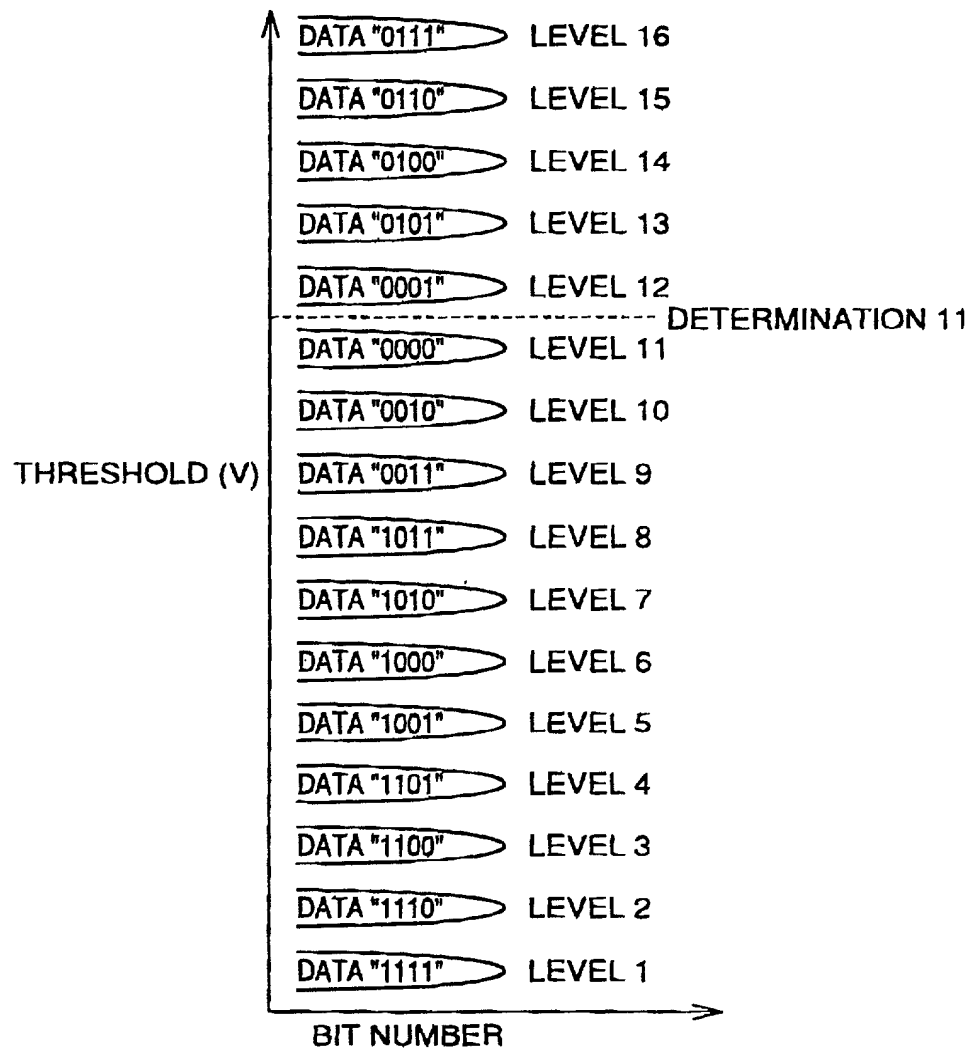 DATA "0111" LEVEL 16
DATA "0110" LEVEL 15
DATA "0100" LEVEL 14
DATA "0101" LEVEL 13
DATA "0001" LEVEL 12
DETERMINATION 11
DATA "0000" LEVEL 11
DATA "0010" LEVEL 10
THRESHOLD (V)
DATA "0011" LEVEL 9
DATA "1011" LEVEL 8
DATA "1010" LEVEL 7
DATA "1000" LEVEL 6
DATA "1001" LEVEL 5
DATA "1101" LEVEL 4
DATA "1100" LEVEL 3
DATA "1110" LEVEL 2
DATA "1111" LEVEL 1
BIT NUMBER